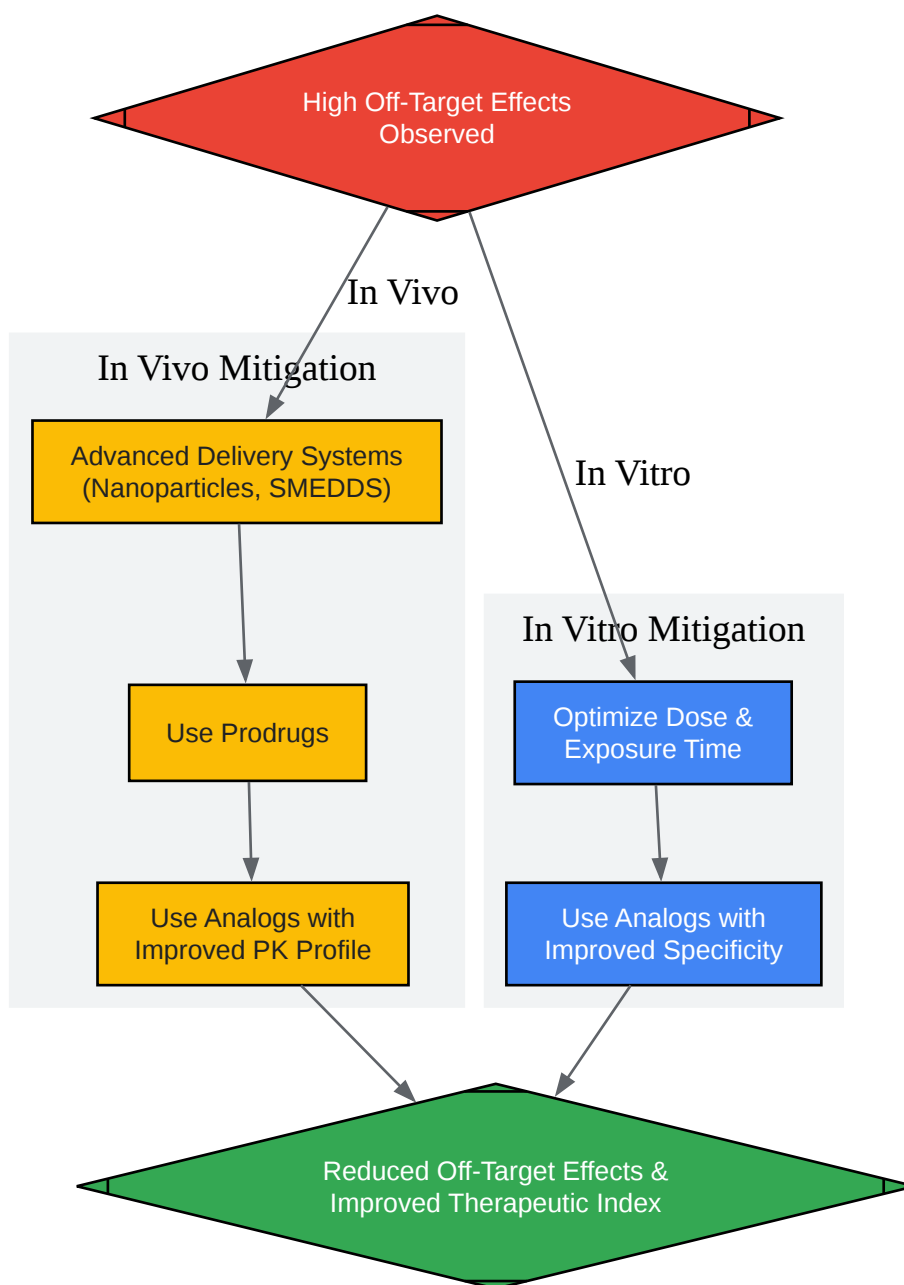 High Off-Target Effects
Observed
In Vivo
In Vivo Mitigation
Advanced Delivery Systems
(Nanoparticles, SMEDDS)
In Vitro
In Vitro Mitigation
Use Prodrugs
Optimize Dose &
Exposure Time
Use Analogs with
Improved PK Profile
Use Analogs with
Improved Specificity
Reduced Off-Target Effects &
Improved Therapeutic Index